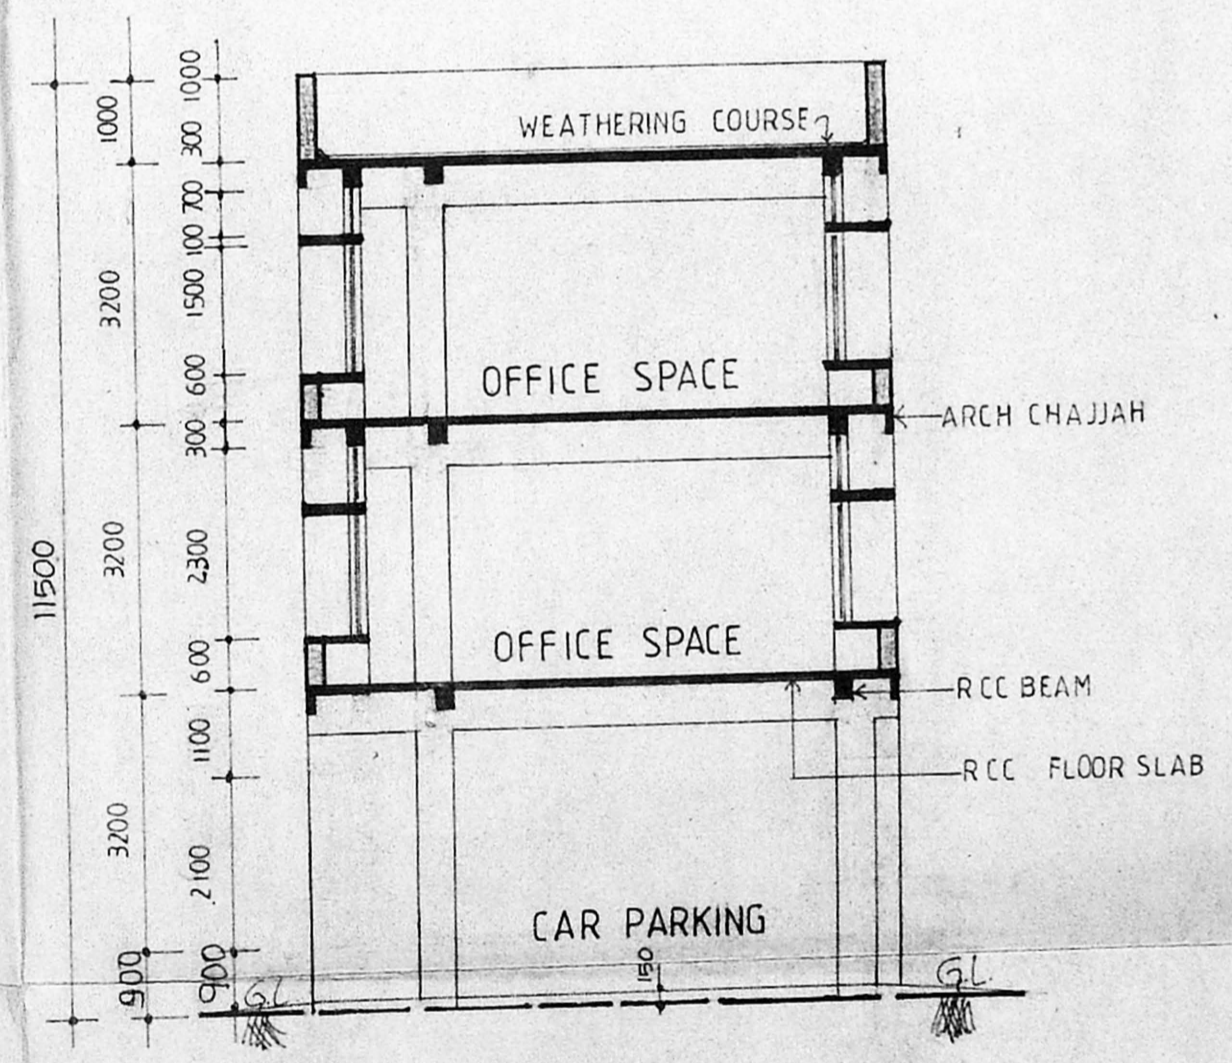 1000
1000
300
WEATHERING COURSE
700
100
3200
1500
600
OFFICE SPACE
ARCH CHAJJAH
300
11500
3200
2300
600
OFFICE SPACE
RCC BEAM
1100
RCC FLOOR SLAB
3200
2100
CAR PARKING
900
900
150
G.L.
G.L.